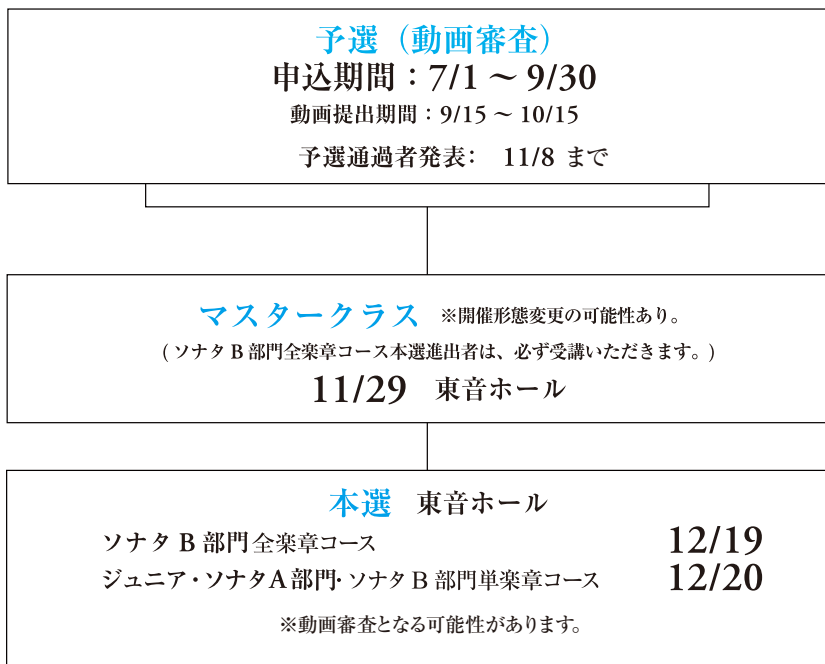 予選（動画審査）
申込期間：7/1 ～ 9/30
動画提出期間：9/15 ～ 10/15
予選通過者発表： 11/8 まで
マスタークラス ※開催形態変更の可能性あり。
(ソナタ B 部門全楽章コース本選進出者は、必ず受講いただきます。)
11/29 東音ホール
本選 東音ホール
ソナタ B 部門全楽章コース 12/19
ジュニア・ソナタA部門・ソナタ B 部門単楽章コース 12/20
※動画審査となる可能性があります。